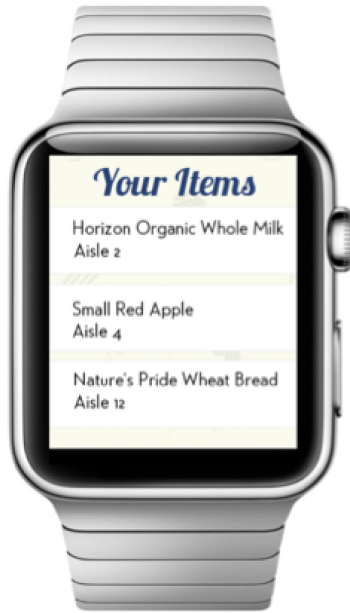 Your Items
Horizon Organic Whole Milk
Aisle 2
Small Red Apple
Aisle 4
Nature's Pride Wheat Bread
Aisle 12